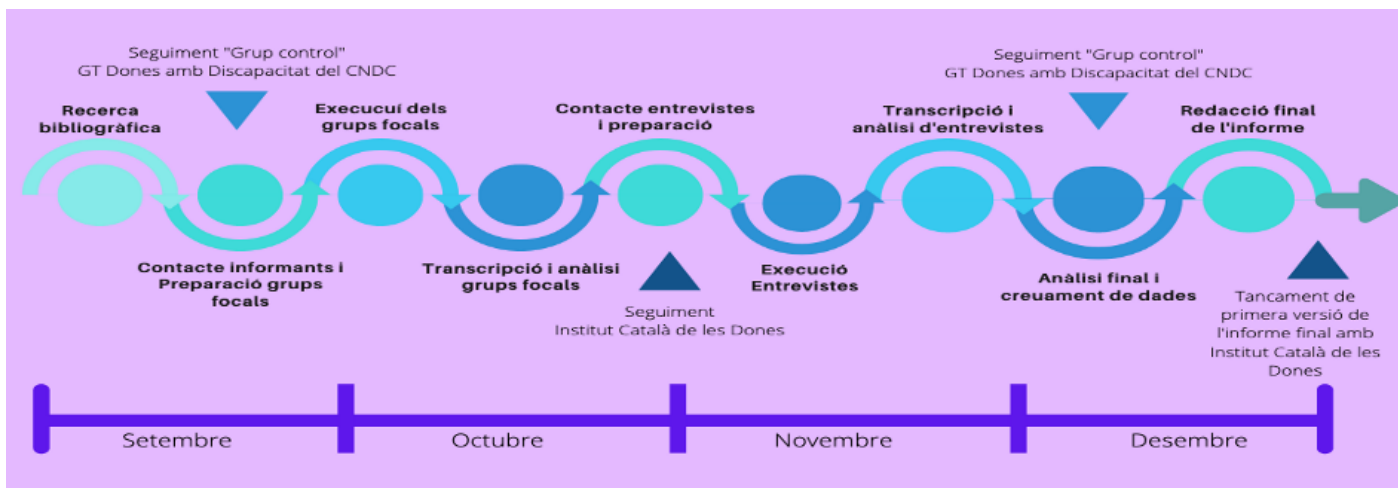 Seguiment "Grup control"
GT Dones amb Discapacitat del CNDC
Seguiment "Grup control"
GT Dones amb Discapacitat del CNDC
Recerca
bibliogràfica
Execucuí dels
grups focals
Contacte entrevistes
i preparació
Transcripció i
anàlisi d'entrevistes
Redacció final
de l'informe
Contacte informants i
Preparació grups
focals
Transcripció i anàlisi
grups focals
Execució
Entrevistes
Anàlisi final i
creuament de dades
Seguiment
Institut Català de les Dones
Tancament de
primera versió de
l'informe final amb
Institut Català de les
Dones
Setembre
Octubre
Novembre
Desembre